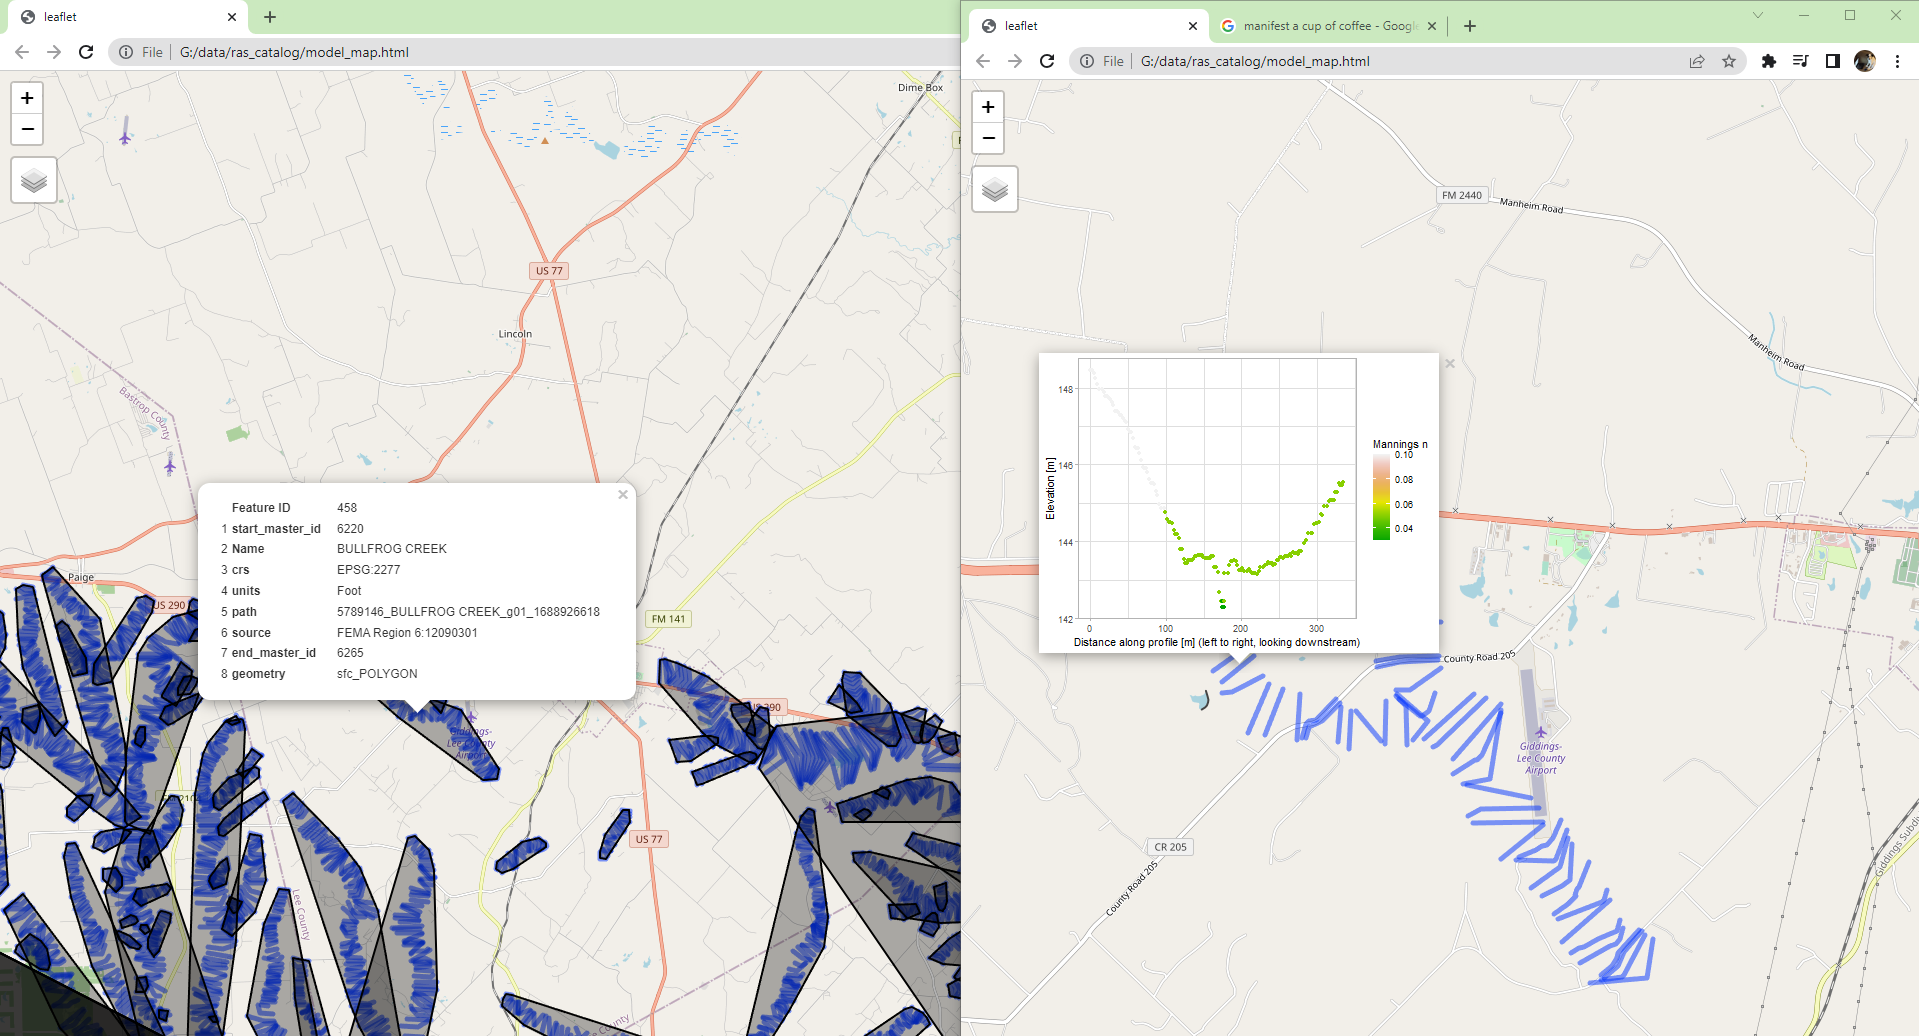 leaflet
File
G:/data/ras_catalog/model_map.html
+
−
Dime Box
US 77
Lincoln
Bastrop County
Paige
US 290
FM 141
Feature ID 458
1 start_master_id 6220
2 Name BULLFROG CREEK
3 crs EPSG:2277
4 units Foot
5 path 5789146_BULLFROG CREEK_g01_1688926618
6 source FEMA Region 6:12090301
7 end_master_id 6265
8 geometry sfc_POLYGON
Giddings-
Lee County
Airport
US 290
US 77
Lee County
Lee County
leaflet
manifest a cup of coffee - Google
File
G:/data/ras_catalog/model_map.html
+
−
FM 2440
Manheim Road
Manheim Road
148
146
144
142
Elevation [m]
0 100 200 300
Distance along profile [m] (left to right, looking downstream)
Mannings n
0.10
0.08
0.06
0.04
County Road 205
Giddings-
Lee County
Airport
CR 205
County Road 205
Giddings Subdi